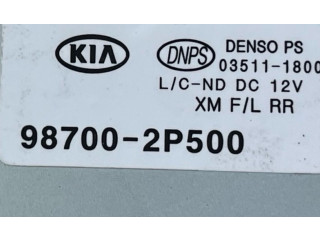 KIA
DNPS
DENSO PS
03511-1800
L/C-ND DC 12V
XM F/L RR
98700-2P500